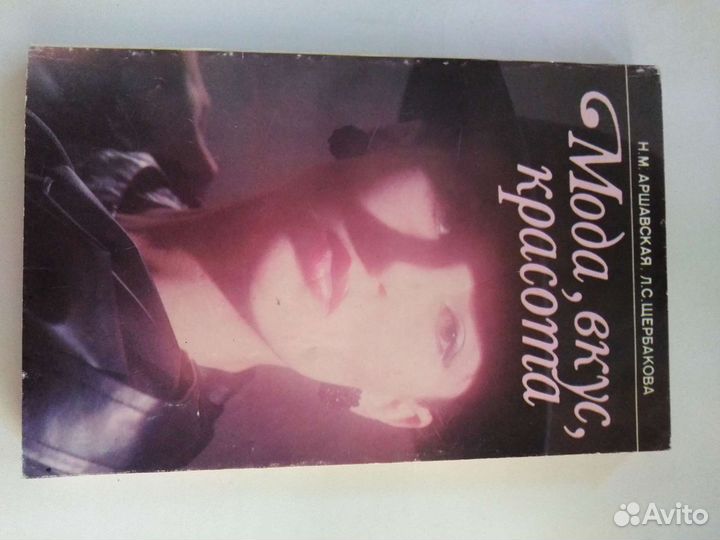 Н.М. АРШАВСКАЯ, Л.С. ЩЕРБАКОВА
Мода, вкус,
красота
Avito